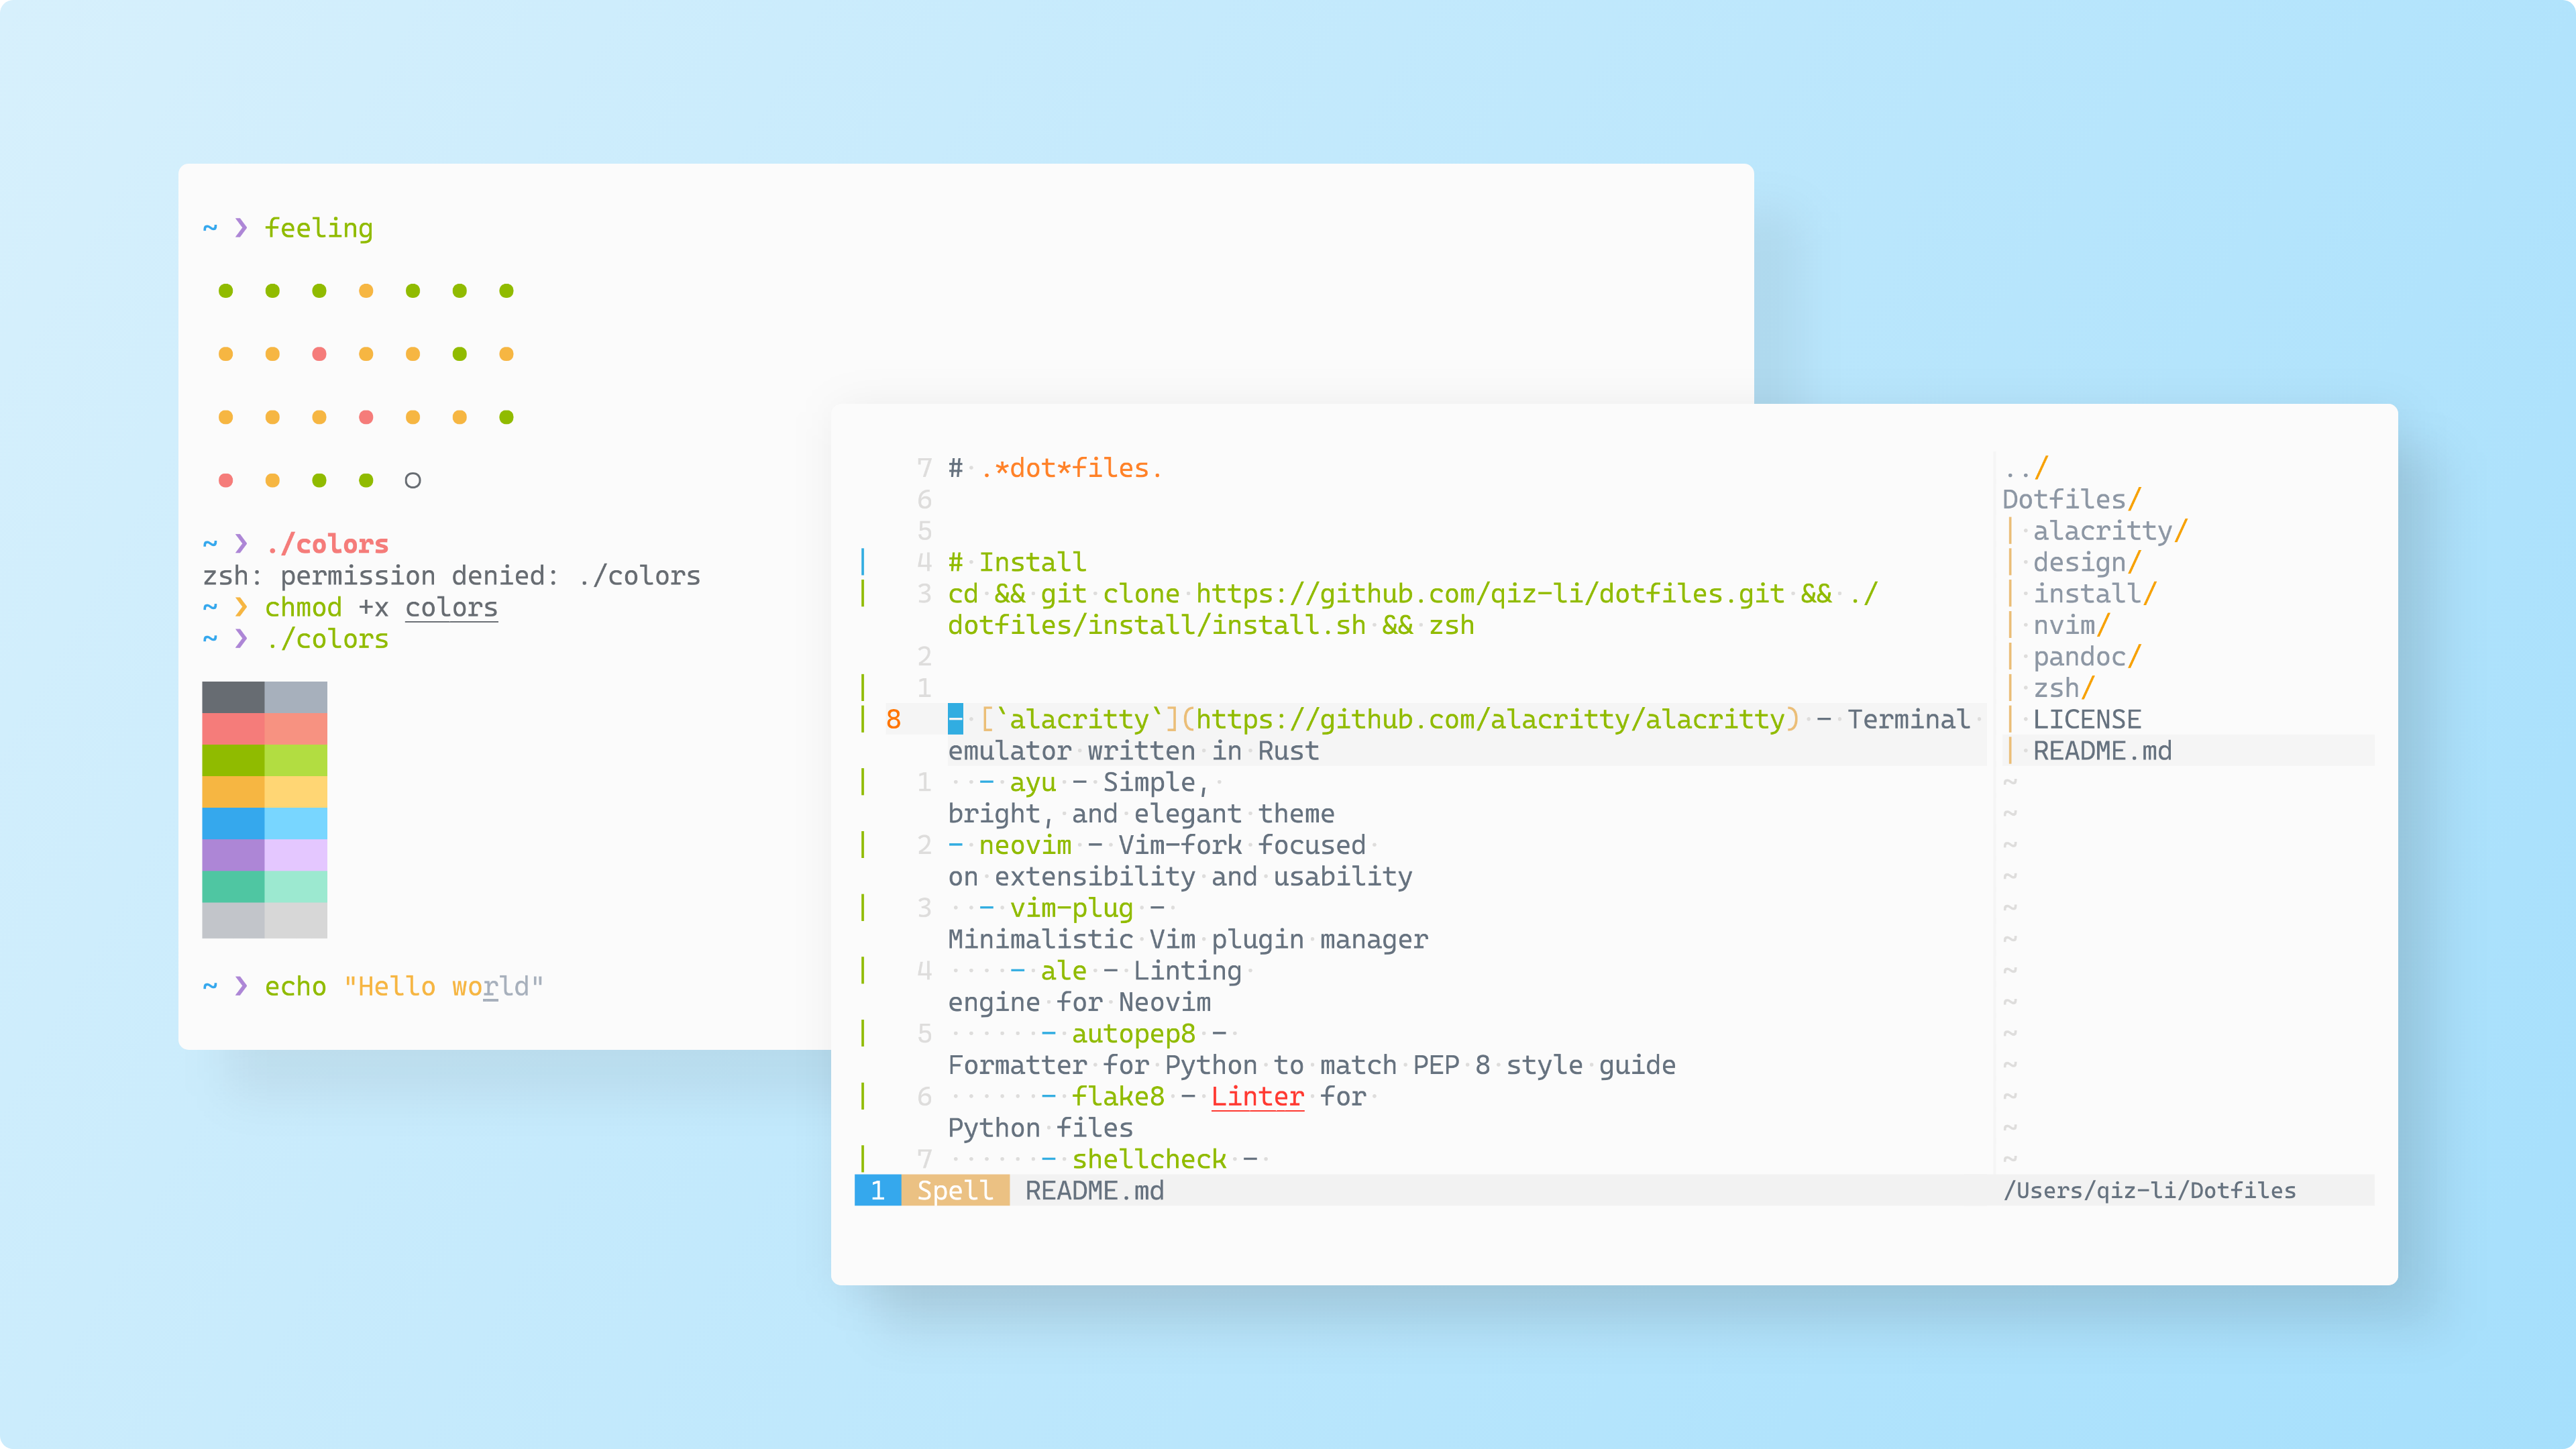 ~ ❯ feeling
~ ❯ ./colors
zsh: permission denied: ./colors
~ ❯ chmod +x colors
~ ❯ ./colors
~ ❯ echo "Hello world"
7 # .*dot*files.
6
5
4 # Install
3 cd && git clone https://github.com/qiz-li/dotfiles.git && ./
dotfiles/install/install.sh && zsh
2
1
8 - [`alacritty`](https://github.com/alacritty/alacritty) - Terminal
emulator written in Rust
1 - ayu - Simple,
bright, and elegant theme
2 - neovim - Vim-fork focused
on extensibility and usability
3 - vim-plug -
Minimalistic Vim plugin manager
4 - ale - Linting
engine for Neovim
5 - autopep8 -
Formatter for Python to match PEP 8 style guide
6 - flake8 - Linter for
Python files
7 - shellcheck -
1 Spell README.md
../
Dotfiles/
| alacritty/
| design/
| install/
| nvim/
| pandoc/
| zsh/
| LICENSE
| README.md
~
~
~
~
~
~
~
~
~
~
~
~
~
/Users/qiz-li/Dotfiles